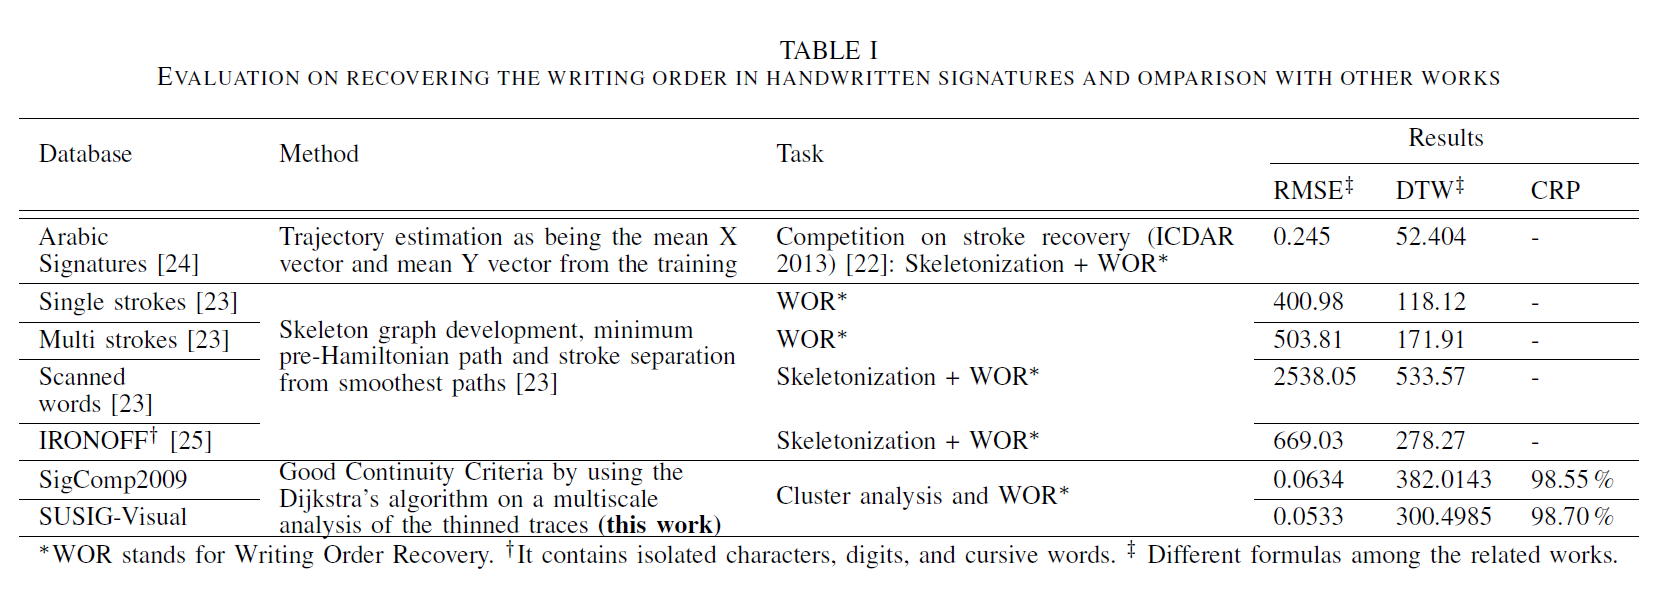 TABLE I
EVALUATION ON RECOVERING THE WRITING ORDER IN HANDWRITTEN SIGNATURES AND OMPARISON WITH OTHER WORKS
Database Method Task Results
RMSE‡ DTW‡ CRP
Arabic Signatures [24] Trajectory estimation as being the mean X vector and mean Y vector from the training Competition on stroke recovery (ICDAR 2013) [22]: Skeletonization + WOR* 0.245 52.404 -
Single strokes [23] Skeleton graph development, minimum pre-Hamiltonian path and stroke separation from smoothest paths [23] WOR* 400.98 118.12 -
Multi strokes [23] WOR* 503.81 171.91 -
Scanned words [23] Skeletonization + WOR* 2538.05 533.57 -
IRONOFF† [25] Skeletonization + WOR* 669.03 278.27 -
SigComp2009 Good Continuity Criteria by using the Dijkstra's algorithm on a multiscale analysis of the thinned traces (this work) Cluster analysis and WOR* 0.0634 382.0143 98.55 %
SUSIG-Visual 0.0533 300.4985 98.70 %
*WOR stands for Writing Order Recovery. †It contains isolated characters, digits, and cursive words. ‡ Different formulas among the related works.